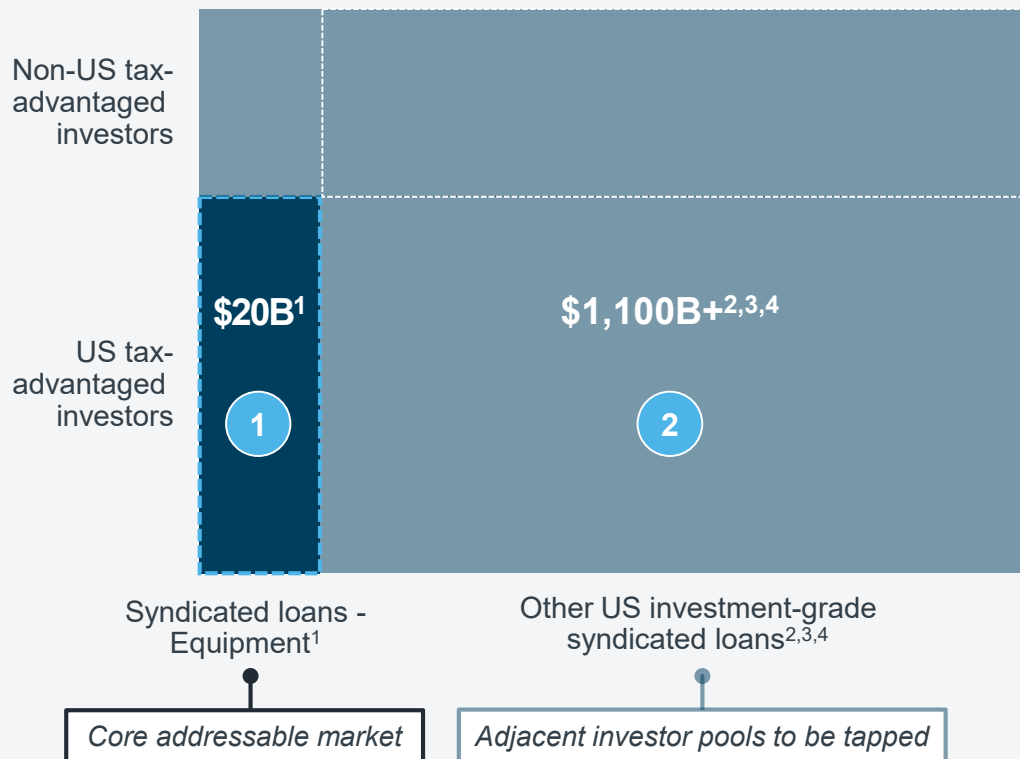 Non-US tax-
advantaged
investors
$20B1
$1,100B+2,3,4
US tax-
advantaged
investors
1
2
Syndicated loans -
Equipment1
Other US investment-grade
syndicated loans2,3,4
Core addressable market
Adjacent investor pools to be tapped